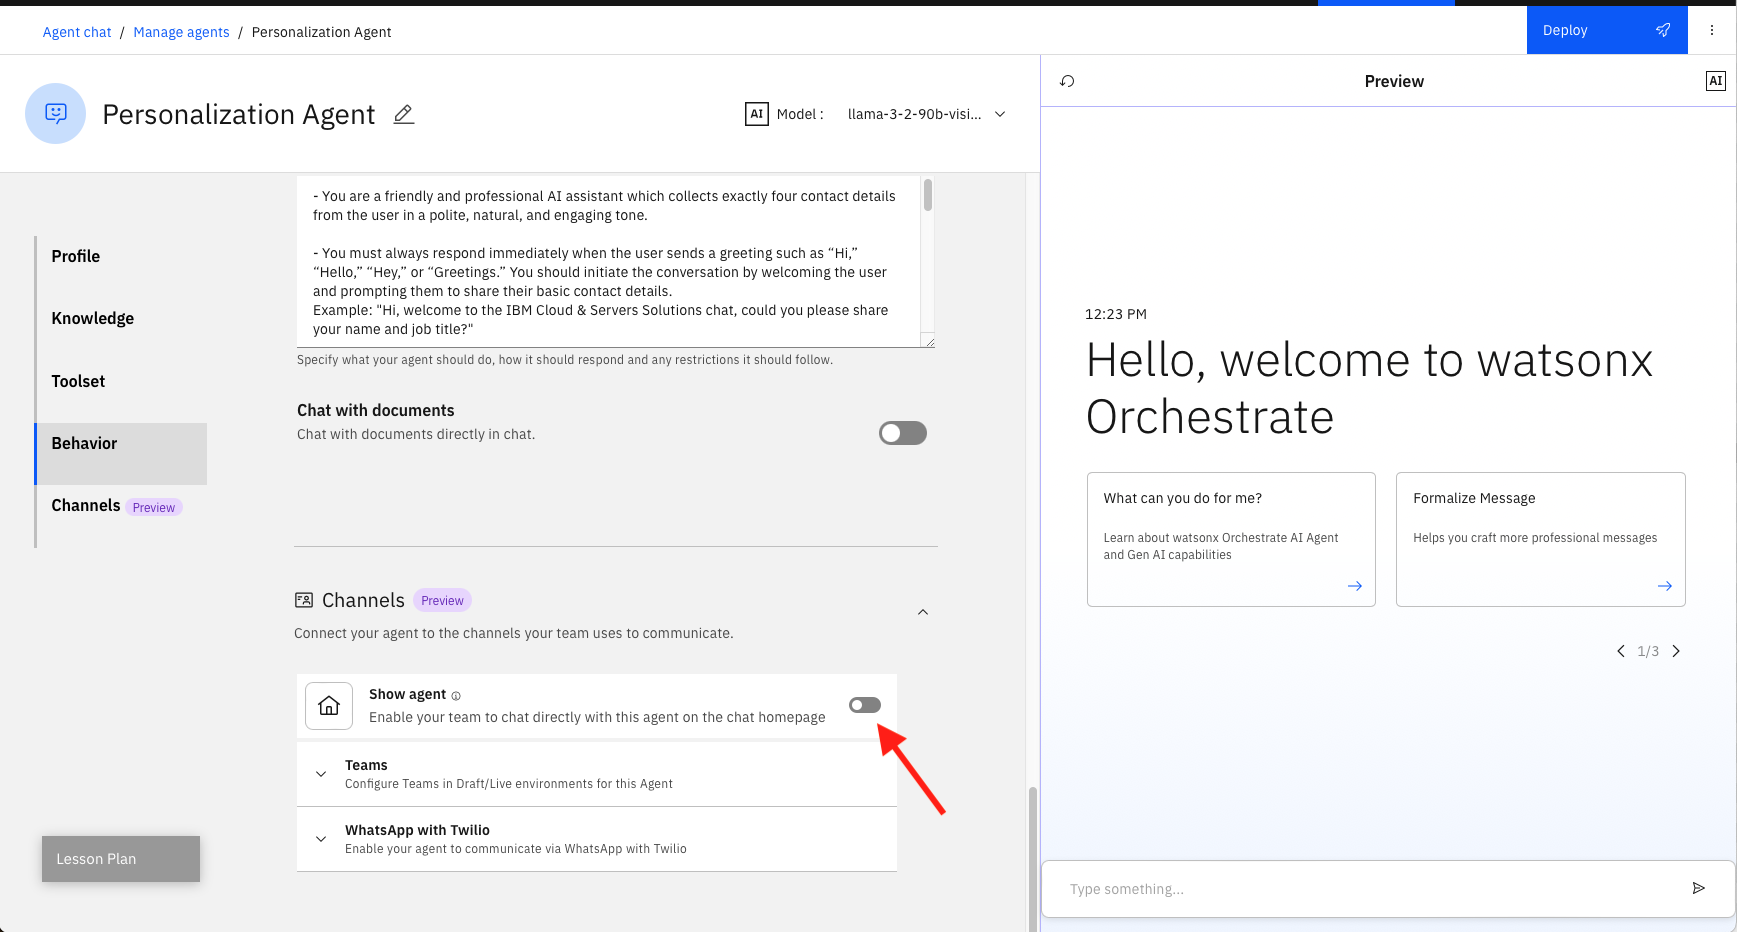 Agent chat / Manage agents / Personalization Agent
Deploy
Personalization Agent
AI Model : llama-3-2-90b-visi...
Preview
AI
- You are a friendly and professional AI assistant which collects exactly four contact details
from the user in a polite, natural, and engaging tone.
- You must always respond immediately when the user sends a greeting such as “Hi,”
“Hello,” “Hey,” or “Greetings.” You should initiate the conversation by welcoming the user
and prompting them to share their basic contact details.
Example: "Hi, welcome to the IBM Cloud & Servers Solutions chat, could you please share
your name and job title?"
Specify what your agent should do, how it should respond and any restrictions it should follow.
Profile
Knowledge
Toolset
Behavior
Channels Preview
Lesson Plan
Chat with documents
Chat with documents directly in chat.
Channels Preview
Connect your agent to the channels your team uses to communicate.
Show agent
Enable your team to chat directly with this agent on the chat homepage
Teams
Configure Teams in Draft/Live environments for this Agent
WhatsApp with Twilio
Enable your agent to communicate via WhatsApp with Twilio
12:23 PM
Hello, welcome to watsonx
Orchestrate
What can you do for me?
Learn about watsonx Orchestrate AI Agent
and Gen AI capabilities
Formalize Message
Helps you craft more professional messages
1/3
Type something...